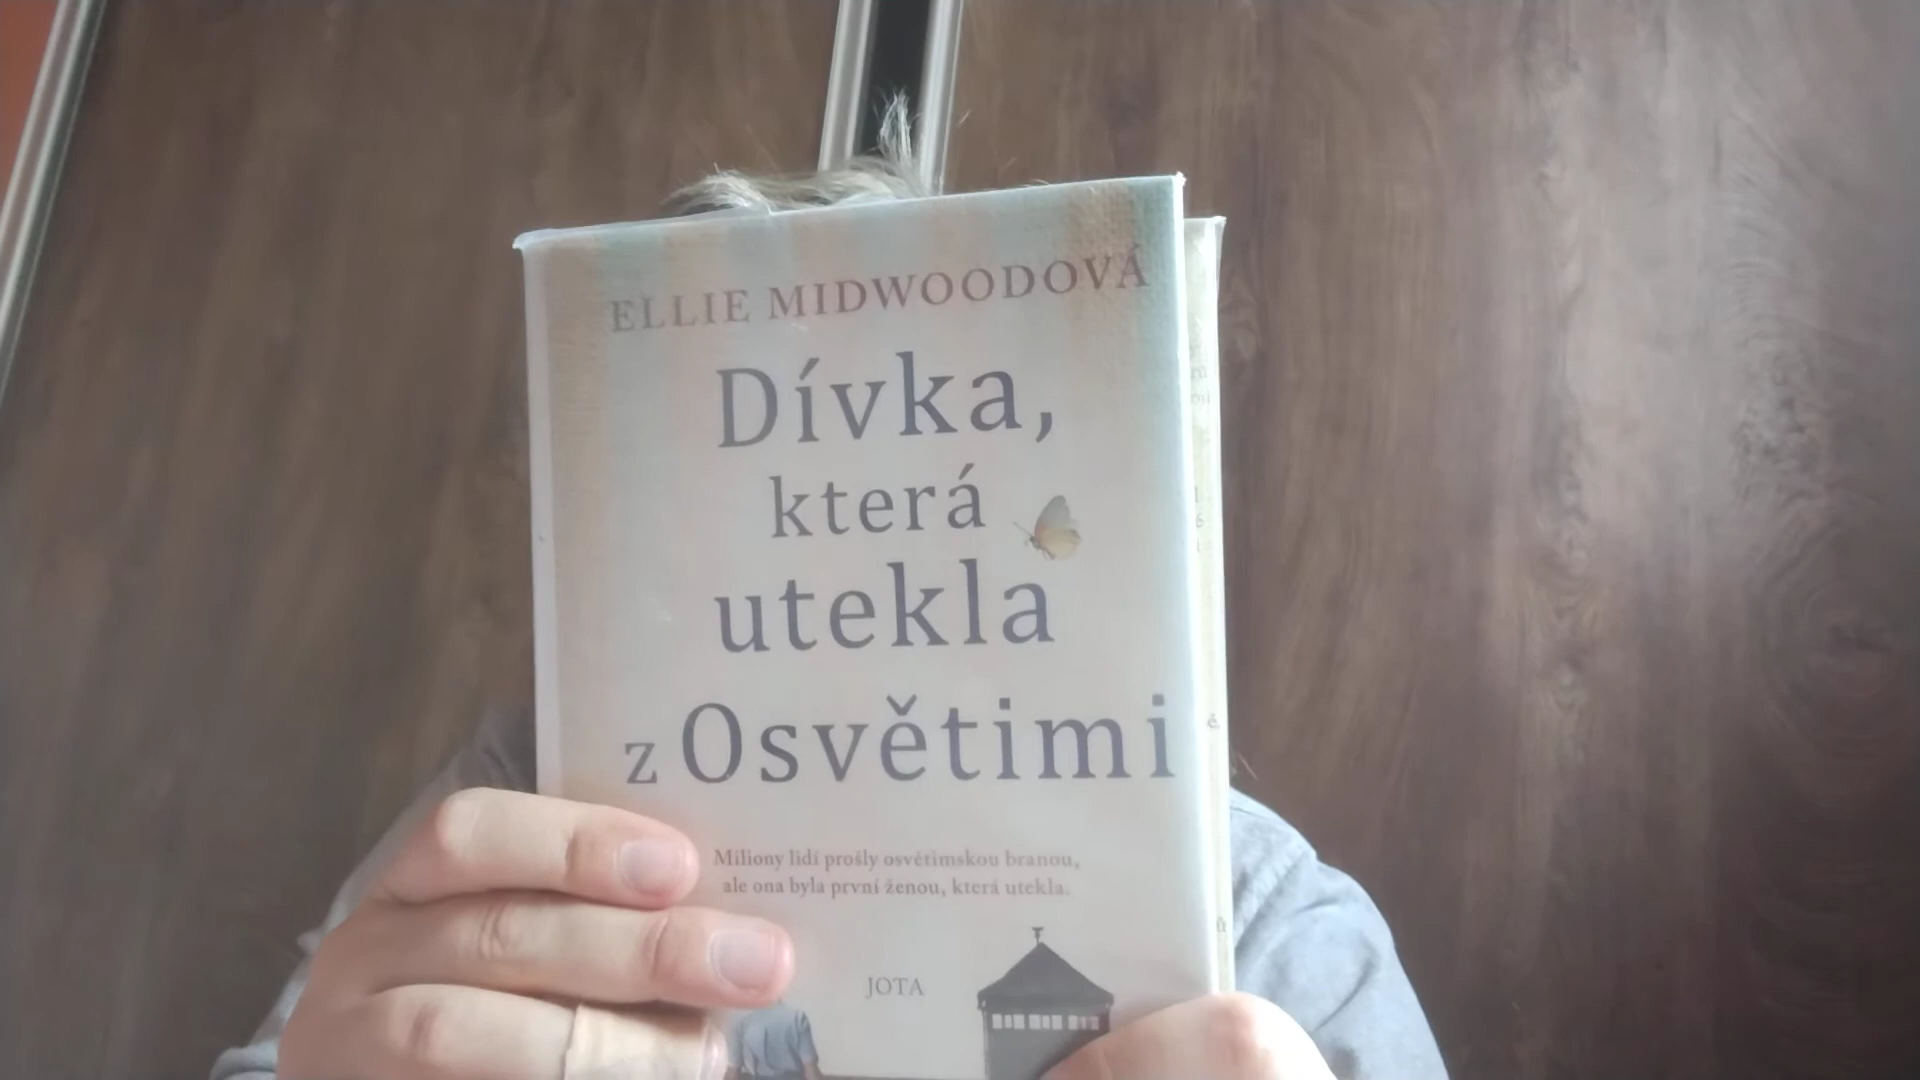 ELLIE MIDWOODOVÁ
Dívka,
která
utekla
z Osvětimi
Miliony lidí prošly osvětimskou branou,
ale ona byla první ženou, která utekla.
JOTA